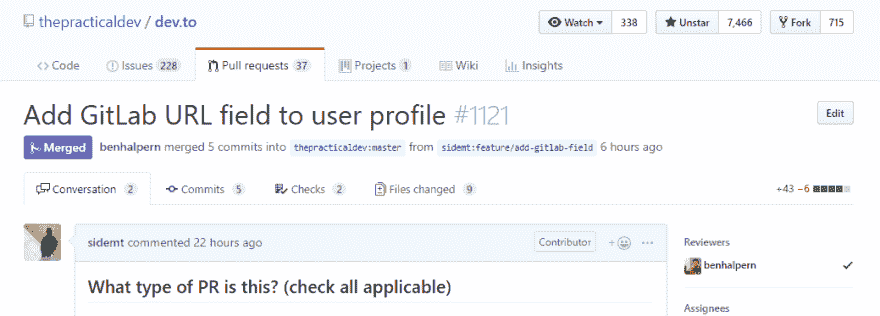 thepracticaldev / dev.to
Watch 338 Unstar 7,466 Fork 715
Code Issues 228 Pull requests 37 Projects 1 Wiki Insights
Add GitLab URL field to user profile #1121
Edit
Merged benhalpern merged 5 commits into thepracticaldev:master from sidemt:feature/add-gitlab-field 6 hours ago
Conversation 2 Commits 5 Checks 2 Files changed 9 +43 −6
sidemt commented 22 hours ago Contributor
Reviewers
benhalpern
What type of PR is this? (check all applicable)
Assignees